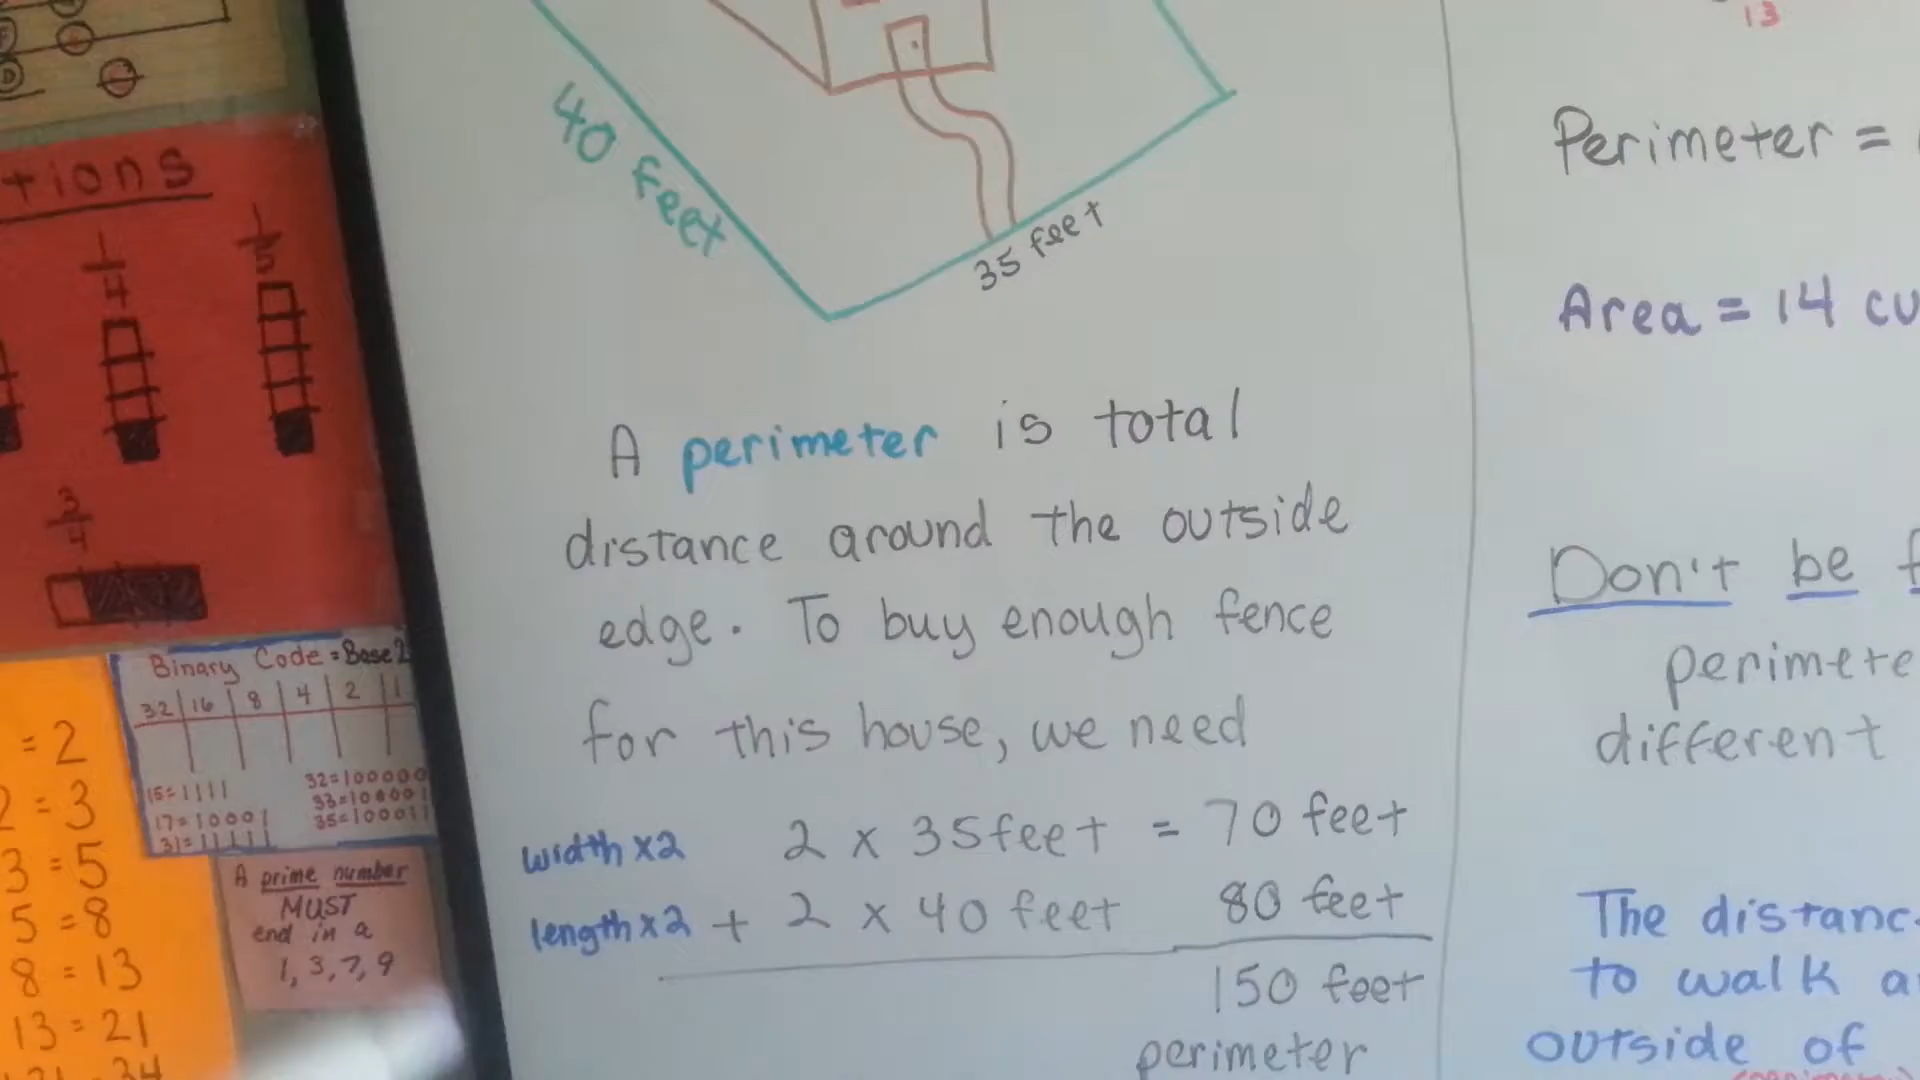 40 feet
35 feet
A perimeter is total
distance around the outside
edge. To buy enough fence
for this house, we need
width x2 2 x 35 feet = 70 feet
length x2 + 2 x 40 feet 80 feet
150 feet
perimeter
13
Perimeter =
Area = 14 cu
Don't be f
perimete
different
The distanc
to walk a
outside of
D
tions
1/4
1/5
3/4
Binary Code = Base 2
32 16 8 4 2 1
15=1111
17=10001
31=11111
32=100000
33=100001
35=100011
A prime number
MUST
end in a
1, 3, 7, 9
= 2
2 = 3
3 = 5
5 = 8
8 = 13
13 = 21
34